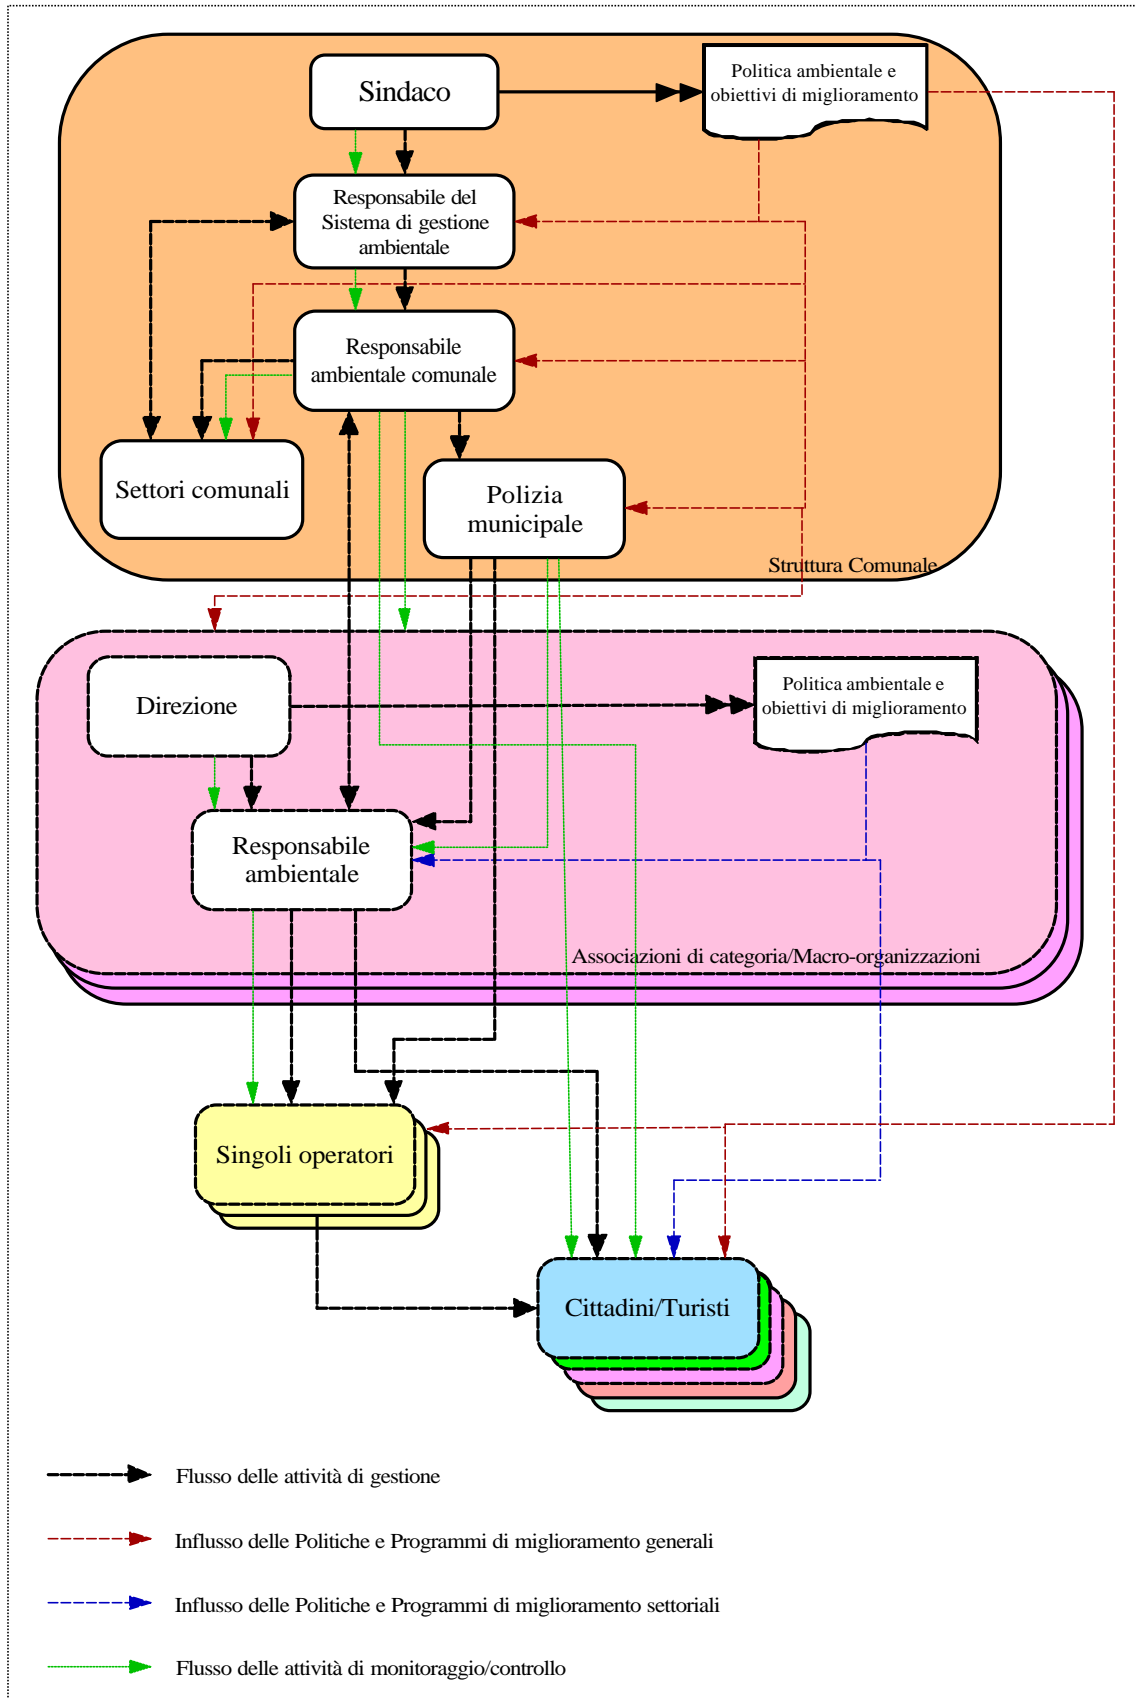 Sindaco
Politica ambientale e
obiettivi di miglioramento
Responsabile del
Sistema di gestione
ambientale
Responsabile
ambientale comunale
Settori comunali
Polizia
municipale
Struttura Comunale
Direzione
Politica ambientale e
obiettivi di miglioramento
Responsabile
ambientale
Associazioni di categoria/Macro-organizzazioni
Singoli operatori
Cittadini/Turisti
Flusso delle attività di gestione
Influsso delle Politiche e Programmi di miglioramento generali
Influsso delle Politiche e Programmi di miglioramento settoriali
Flusso delle attività di monitoraggio/controllo